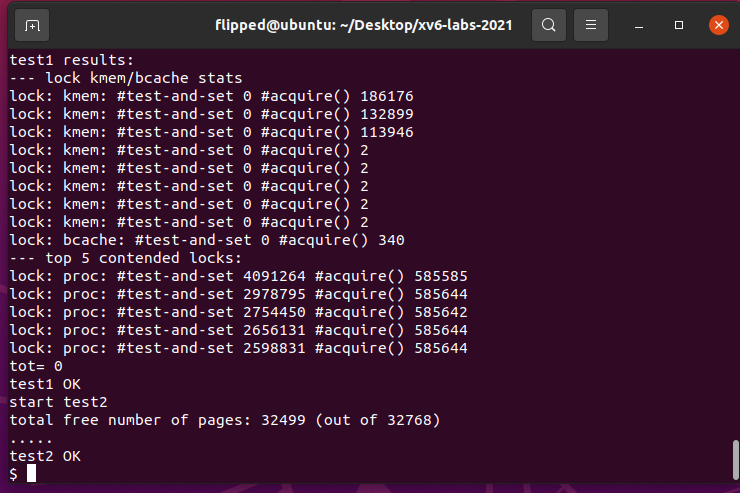 flipped@ubuntu: ~/Desktop/xv6-labs-2021
test1 results:
--- lock kmem/bcache stats
lock: kmem: #test-and-set 0 #acquire() 186176
lock: kmem: #test-and-set 0 #acquire() 132899
lock: kmem: #test-and-set 0 #acquire() 113946
lock: kmem: #test-and-set 0 #acquire() 2
lock: kmem: #test-and-set 0 #acquire() 2
lock: kmem: #test-and-set 0 #acquire() 2
lock: kmem: #test-and-set 0 #acquire() 2
lock: kmem: #test-and-set 0 #acquire() 2
lock: bcache: #test-and-set 0 #acquire() 340
--- top 5 contended locks:
lock: proc: #test-and-set 4091264 #acquire() 585585
lock: proc: #test-and-set 2978795 #acquire() 585644
lock: proc: #test-and-set 2754450 #acquire() 585642
lock: proc: #test-and-set 2656131 #acquire() 585644
lock: proc: #test-and-set 2598831 #acquire() 585644
tot= 0
test1 OK
start test2
total free number of pages: 32499 (out of 32768)
.....
test2 OK
$